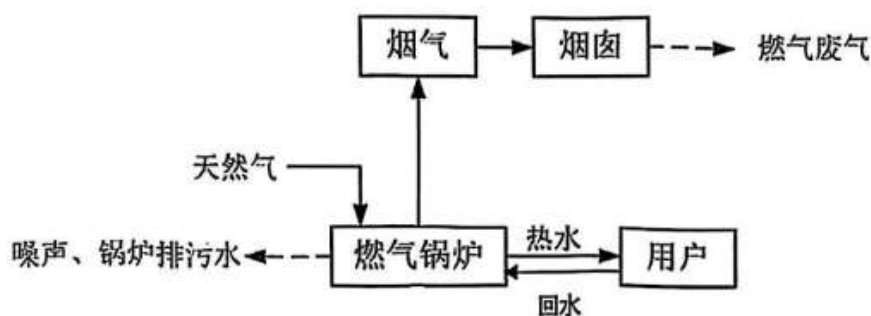 烟气
烟囱
燃气废气
天然气
噪声、锅炉排污水
燃气锅炉
热水
用户
回水